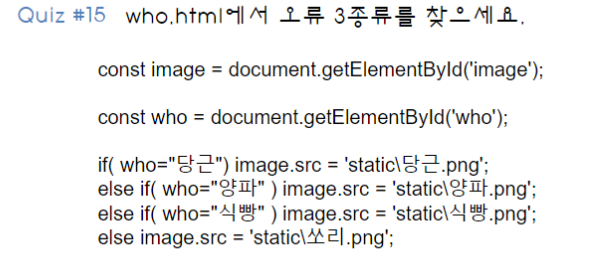 Quiz #15 who.html에서 오류 3종류를 찾으세요.
const image = document.getElementById('image');
const who = document.getElementById('who');
if( who="당근") image.src = 'static\당근.png';
else if( who="양파" ) image.src = 'static\양파.png';
else if( who="식빵" ) image.src = 'static\식빵.png';
else image.src = 'static\쏘리.png';